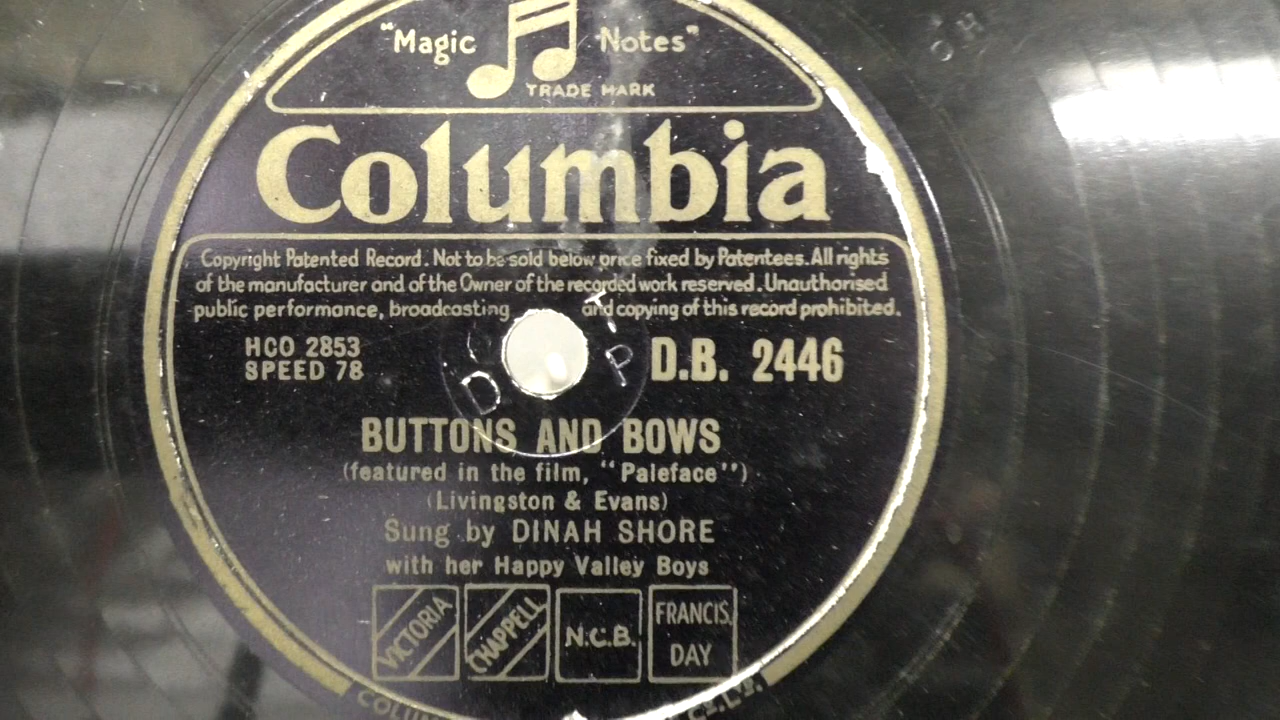 "Magic Notes"
TRADE MARK
Columbia
Copyright Patented Record. Not to be sold below price fixed by Patentees. All rights
of the manufacturer and of the Owner of the recorded work reserved. Unauthorised
public performance, broadcasting and copying of this record prohibited.
HCO 2853
SPEED 78
D.B. 2446
T.
D P
BUTTONS AND BOWS
(featured in the film, "Paleface")
(Livingston & Evans)
Sung by DINAH SHORE
with her Happy Valley Boys
VICTORIA
CHAPPELL
N.C.B.
FRANCIS,
DAY